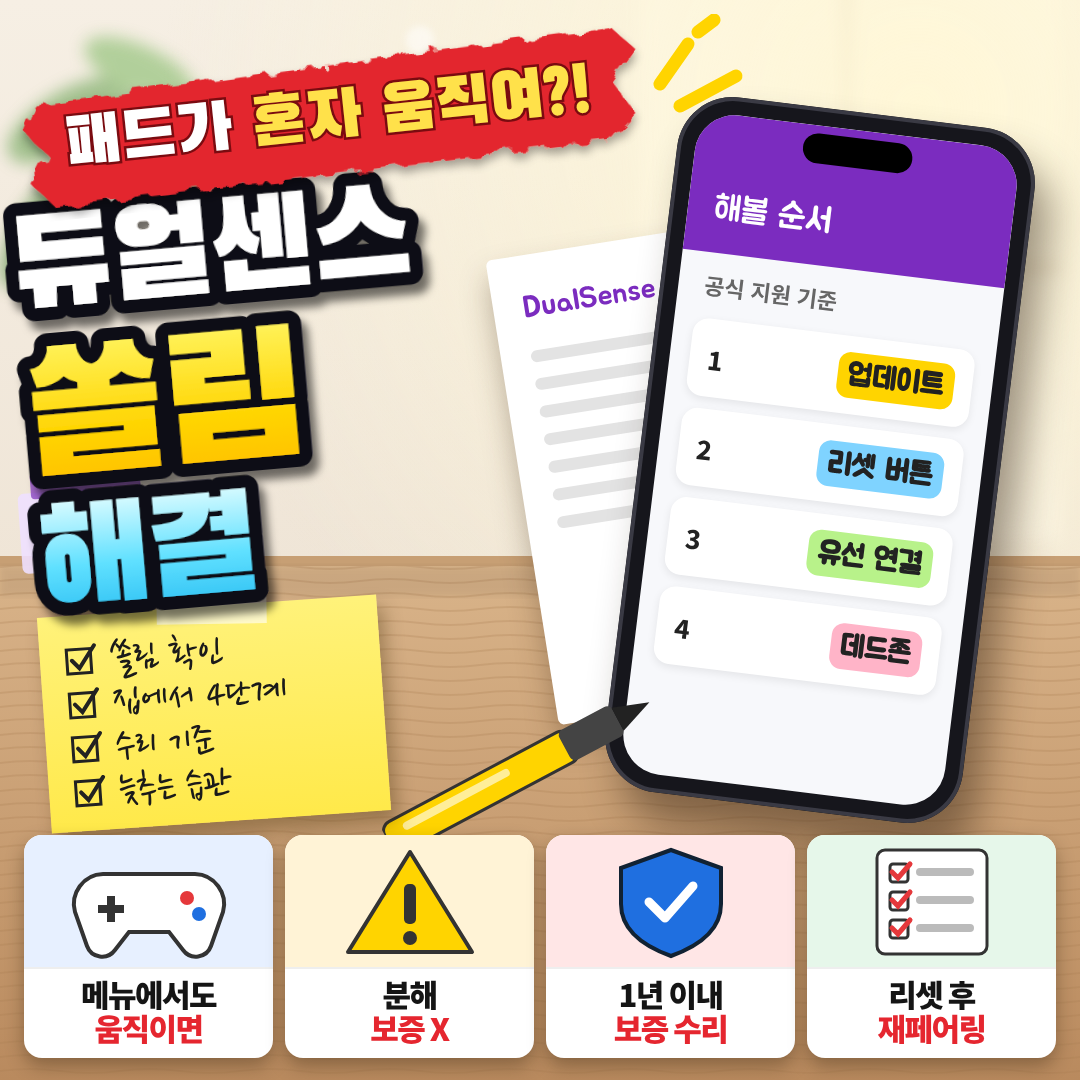 패드가 혼자 움직여?!
듀얼센스
쏠림
해결
쏠림 확인
집에서 4단계
수리 기준
늦추는 습관
DualSense
해볼 순서
공식 지원 기준
1 업데이트
2 리셋 버튼
3 유선 연결
4 데드존
메뉴에서도
움직이면
분해
보증 X
1년 이내
보증 수리
리셋 후
재페어링